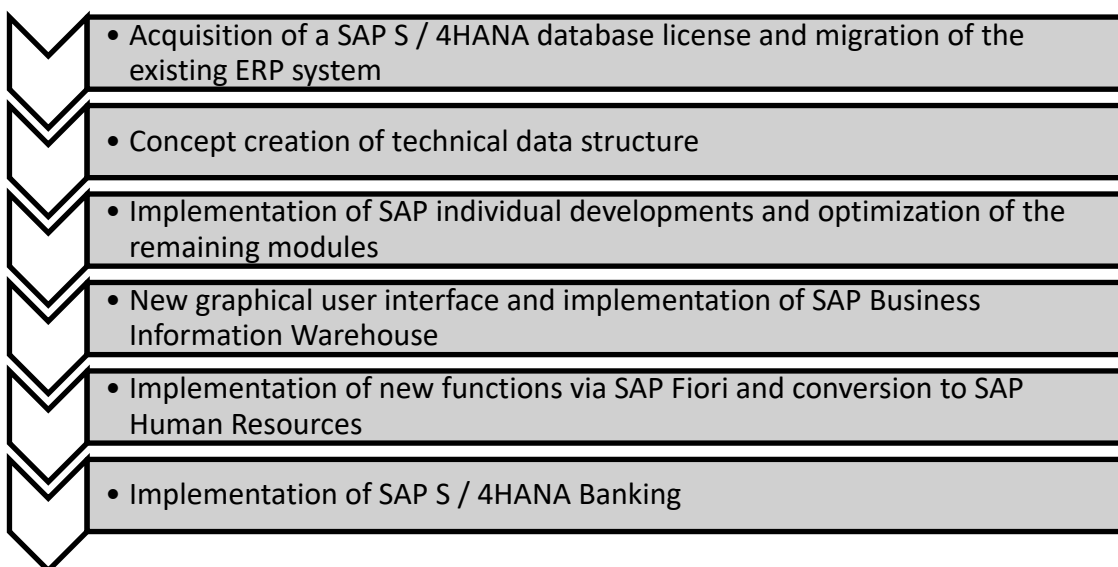 • Acquisition of a SAP S / 4HANA database license and migration of the
existing ERP system
• Concept creation of technical data structure
• Implementation of SAP individual developments and optimization of the
remaining modules
• New graphical user interface and implementation of SAP Business
Information Warehouse
• Implementation of new functions via SAP Fiori and conversion to SAP
Human Resources
• Implementation of SAP S / 4HANA Banking